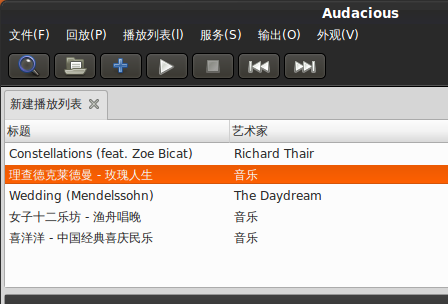 Audacious
文件(F) 回放(P) 播放列表(l) 服务(S) 输出(O) 外观(V)
新建播放列表
标题 艺术家
Constellations (feat. Zoe Bicat) Richard Thair
理查德克莱德曼 - 玫瑰人生 音乐
Wedding (Mendelssohn) The Daydream
女子十二乐坊 - 渔舟唱晚 音乐
喜洋洋 - 中国经典喜庆民乐 音乐